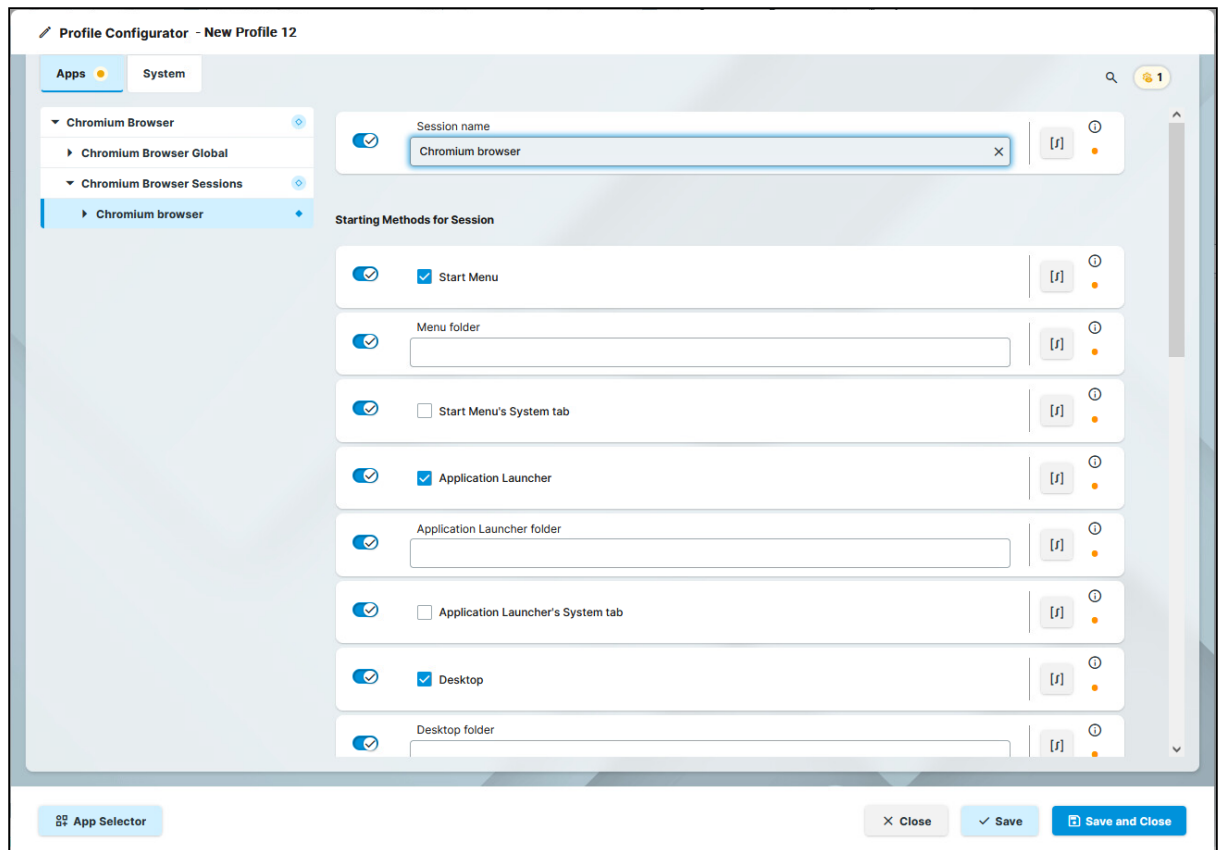 Profile Configurator - New Profile 12
Apps
System
1
Chromium Browser
Chromium Browser Global
Chromium Browser Sessions
Chromium browser
Session name
Chromium browser
Starting Methods for Session
Start Menu
Menu folder
Start Menu's System tab
Application Launcher
Application Launcher folder
Application Launcher's System tab
Desktop
Desktop folder
App Selector
Close
Save
Save and Close